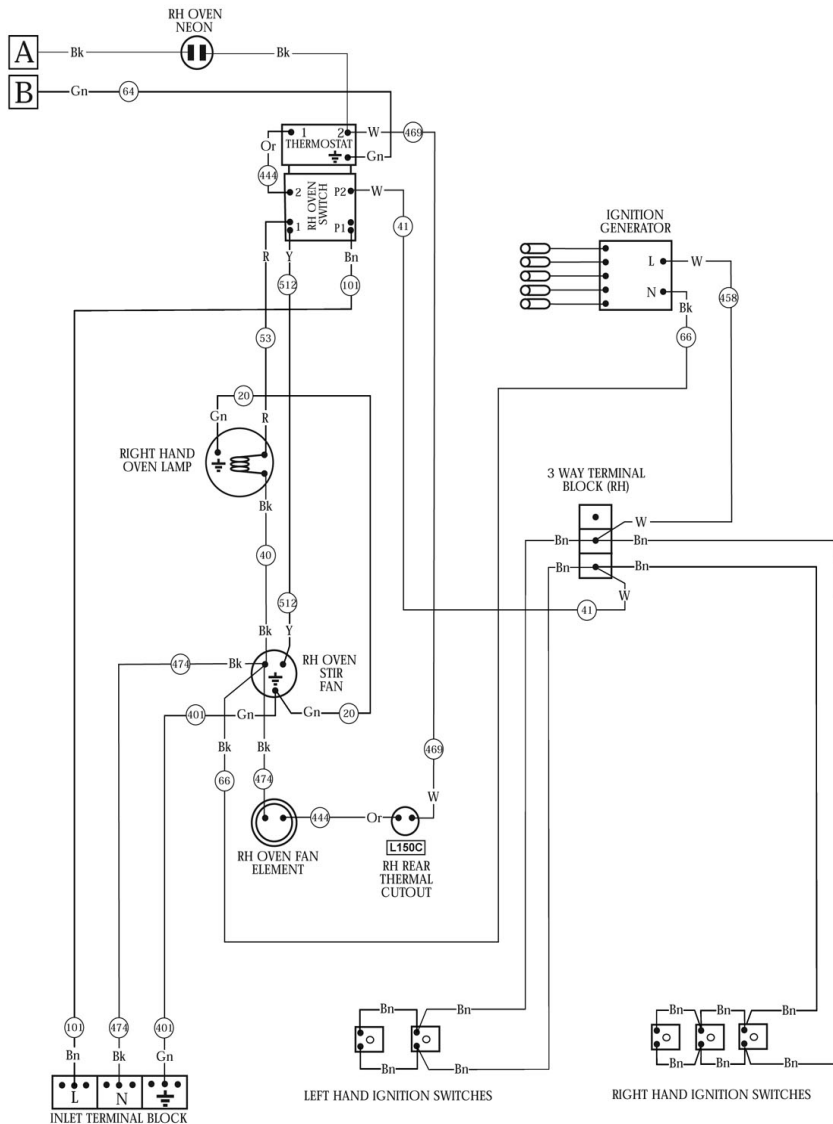 RH OVEN
NEON
A
Bk
Bk
B
Gn
64
1
2
W
469
Or
THERMOSTAT
Gn
444
2
P2
W
RH OVEN
SWITCH
1
P1
41
R
Y
Bn
512
101
53
IGNITION
GENERATOR
L
W
N
Bk
458
66
20
Gn
R
RIGHT HAND
OVEN LAMP
Bk
3 WAY TERMINAL
BLOCK (RH)
W
Bn
Bn
Bn
Bn
W
40
512
41
Bk
Y
474
Bk
RH OVEN
STIR
FAN
401
Gn
Gn
20
Bk
Bk
66
474
469
W
444
Or
L150C
RH OVEN FAN
ELEMENT
RH REAR
THERMAL
CUTOUT
101
474
401
Bn
Bk
Gn
L
N
INLET TERMINAL BLOCK
Bn
Bn
Bn
Bn
LEFT HAND IGNITION SWITCHES
Bn
Bn
Bn
Bn
Bn
Bn
RIGHT HAND IGNITION SWITCHES